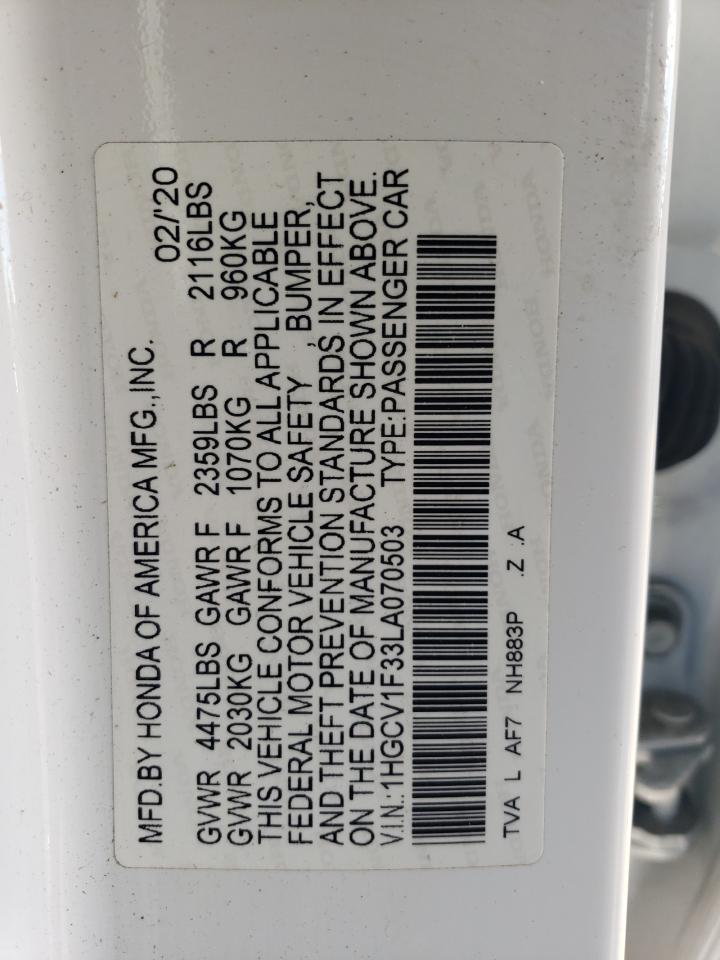 MFD.BY HONDA OF AMERICA MFG.,INC. 02/'20
GVWR 4475LBS GAWR F 2359LBS R 2116LBS
GVWR 2030KG GAWR F 1070KG R 960KG
THIS VEHICLE CONFORMS TO ALL APPLICABLE
FEDERAL MOTOR VEHICLE SAFETY , BUMPER,
AND THEFT PREVENTION STANDARDS IN EFFECT
ON THE DATE OF MANUFACTURE SHOWN ABOVE.
V.I.N.:1HGCV1F33LA070503 TYPE:PASSENGER CAR
TVA L AF7 NH883P .Z .A